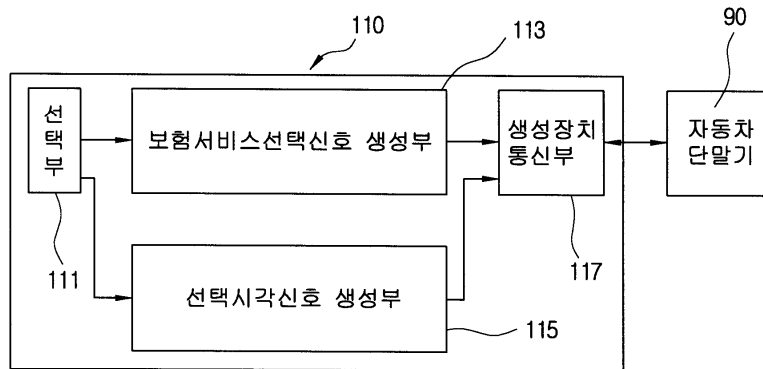 110
113
90
선
택
부
보험서비스선택신호 생성부
생성장치
통신부
자동차
단말기
111
117
선택시각신호 생성부
115